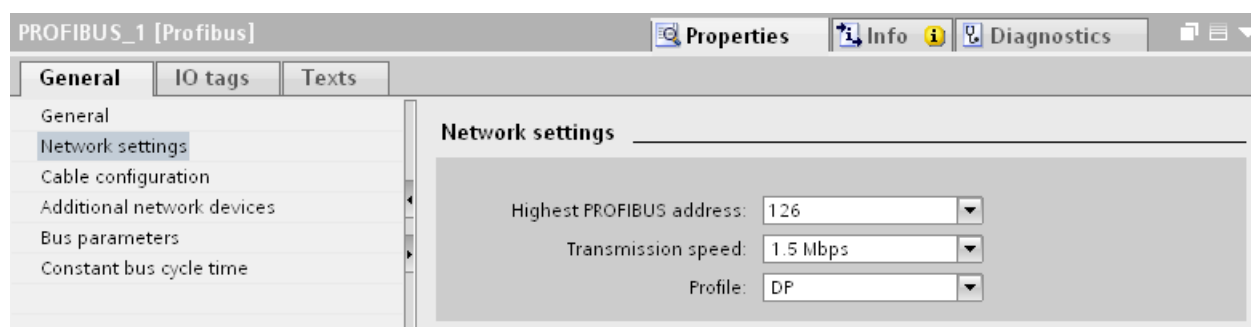 PROFIBUS_1 [Profibus]
Properties
Info
Diagnostics
General
IO tags
Texts
General
Network settings
Cable configuration
Additional network devices
Bus parameters
Constant bus cycle time
Network settings
Highest PROFIBUS address: 126
Transmission speed: 1.5 Mbps
Profile: DP